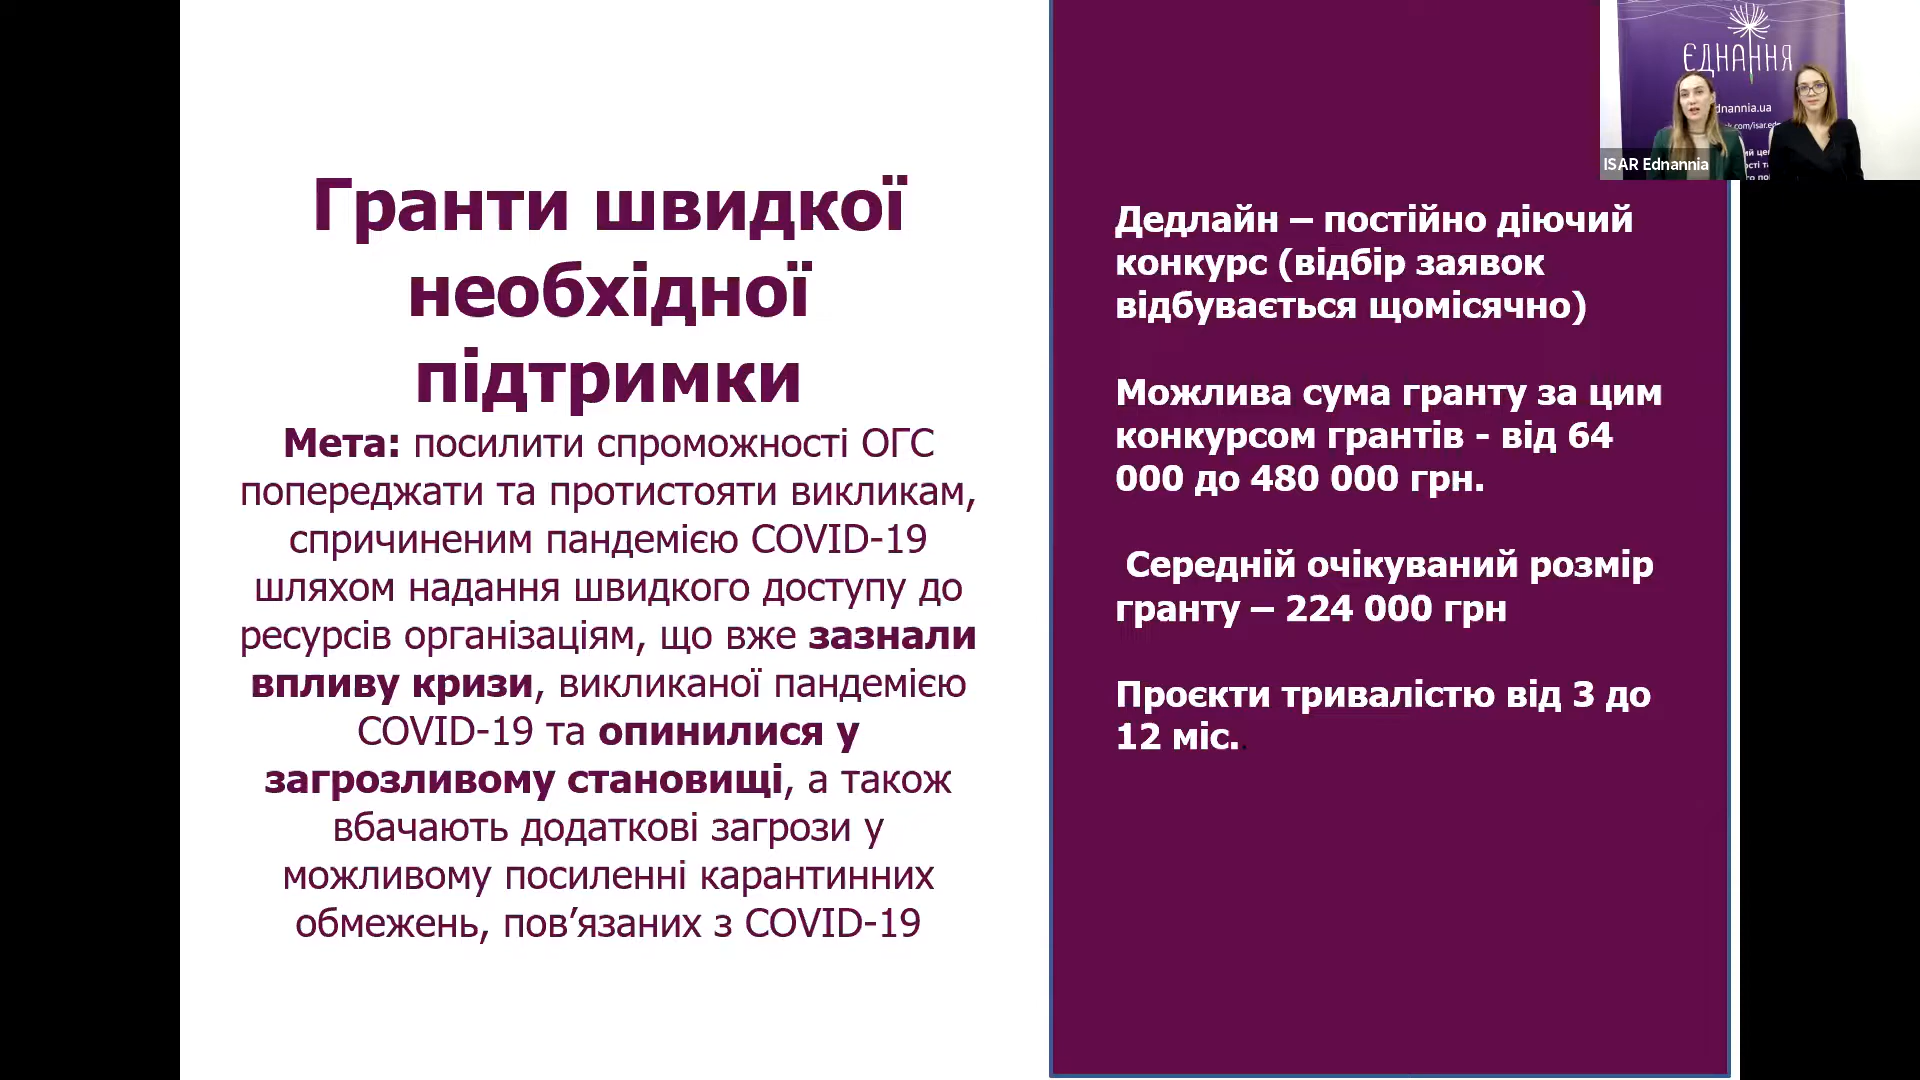 Гранти швидкої
необхідної
підтримки
Мета: посилити спроможності ОГС
попереджати та протистояти викликам,
спричиненим пандемією COVID-19
шляхом надання швидкого доступу до
ресурсів організаціям, що вже зазнали
впливу кризи, викликаної пандемією
COVID-19 та опинилися у
загрозливому становищі, а також
вбачають додаткові загрози у
можливому посиленні карантинних
обмежень, пов’язаних з COVID-19
Дедлайн – постійно діючий
конкурс (відбір заявок
відбувається щомісячно)
Можлива сума гранту за цим
конкурсом грантів - від 64
000 до 480 000 грн.
Середній очікуваний розмір
гранту – 224 000 грн
Проєкти тривалістю від 3 до
12 міс.
ЄДНАННЯ
dnannia.ua
ISAR Ednannia